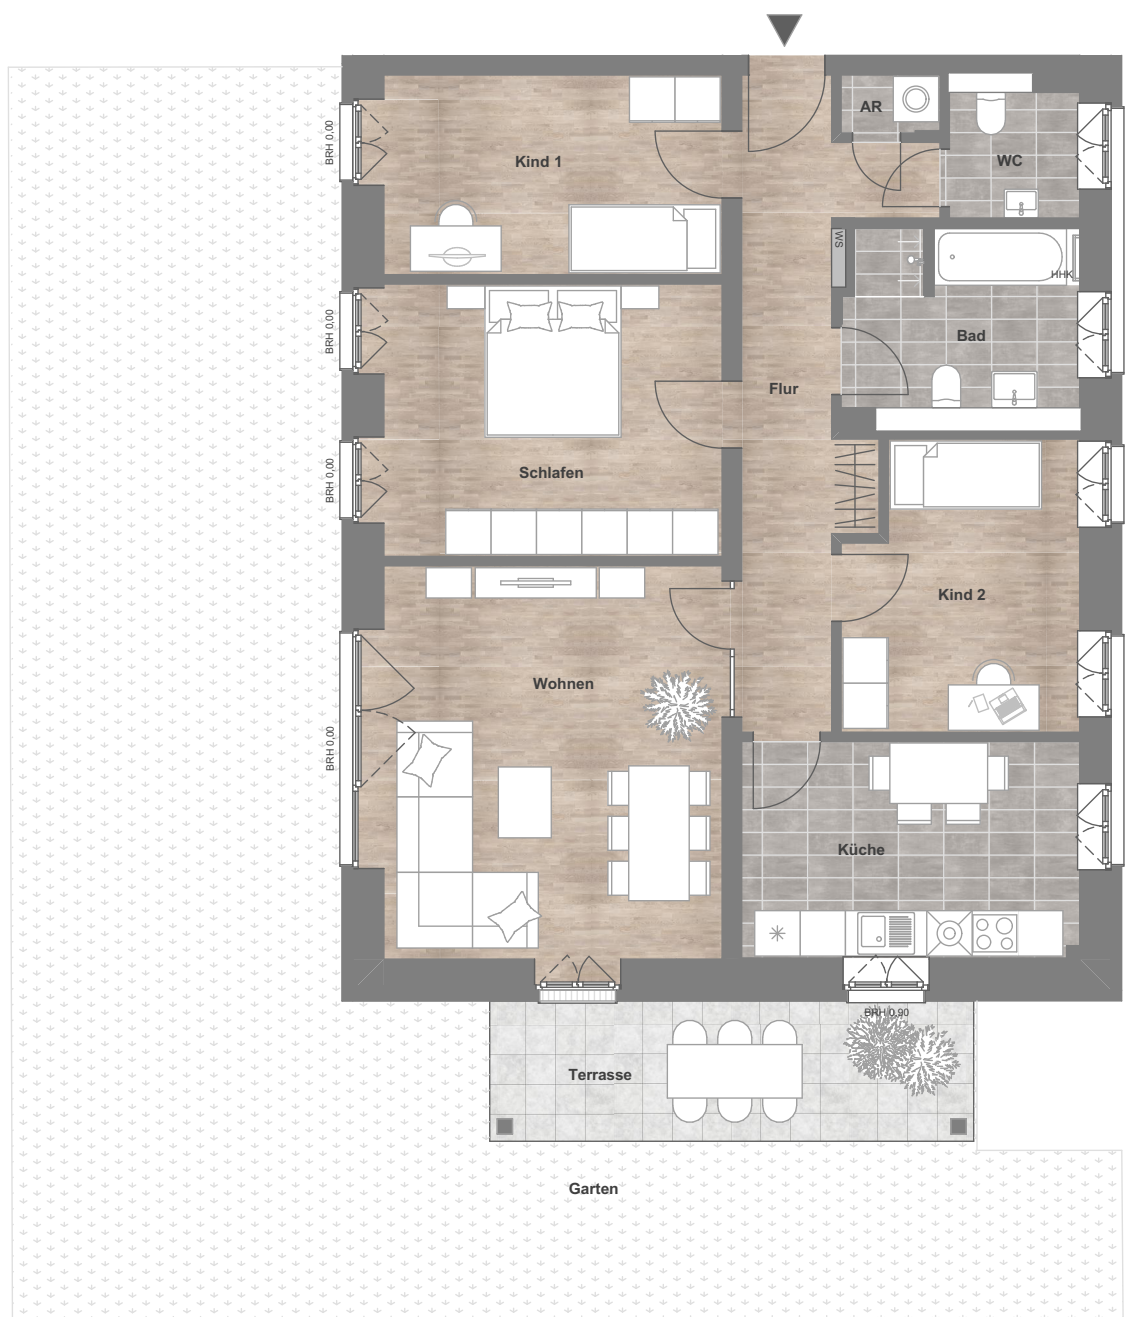 AR
Kind 1
WC
BRH 0,00
WS
HHK
BRH 0,00
Bad
Flur
Schlafen
BRH 0,00
Kind 2
Wohnen
BRH 0,00
Küche
BRH 0,90
Terrasse
Garten